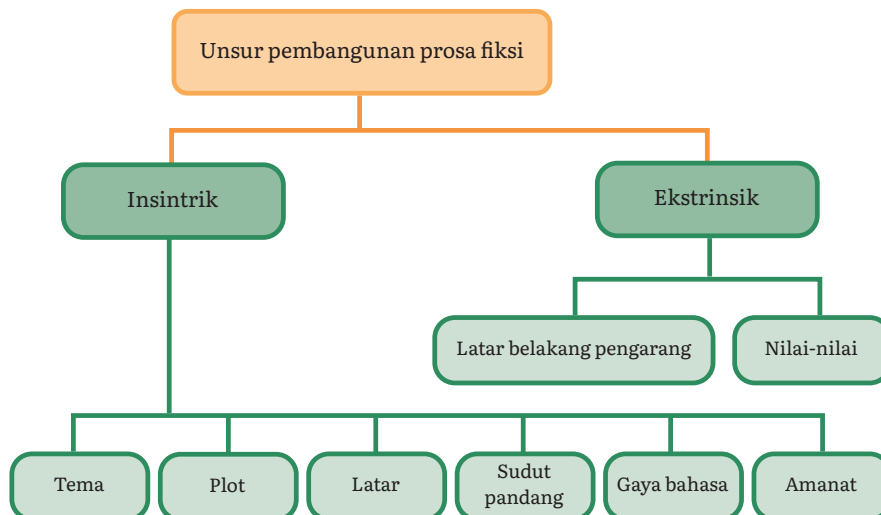 Unsur pembangunan prosa fiksi
Insintrik
Ekstrinsik
Latar belakang pengarang
Nilai-nilai
Tema
Plot
Latar
Sudut
pandang
Gaya bahasa
Amanat